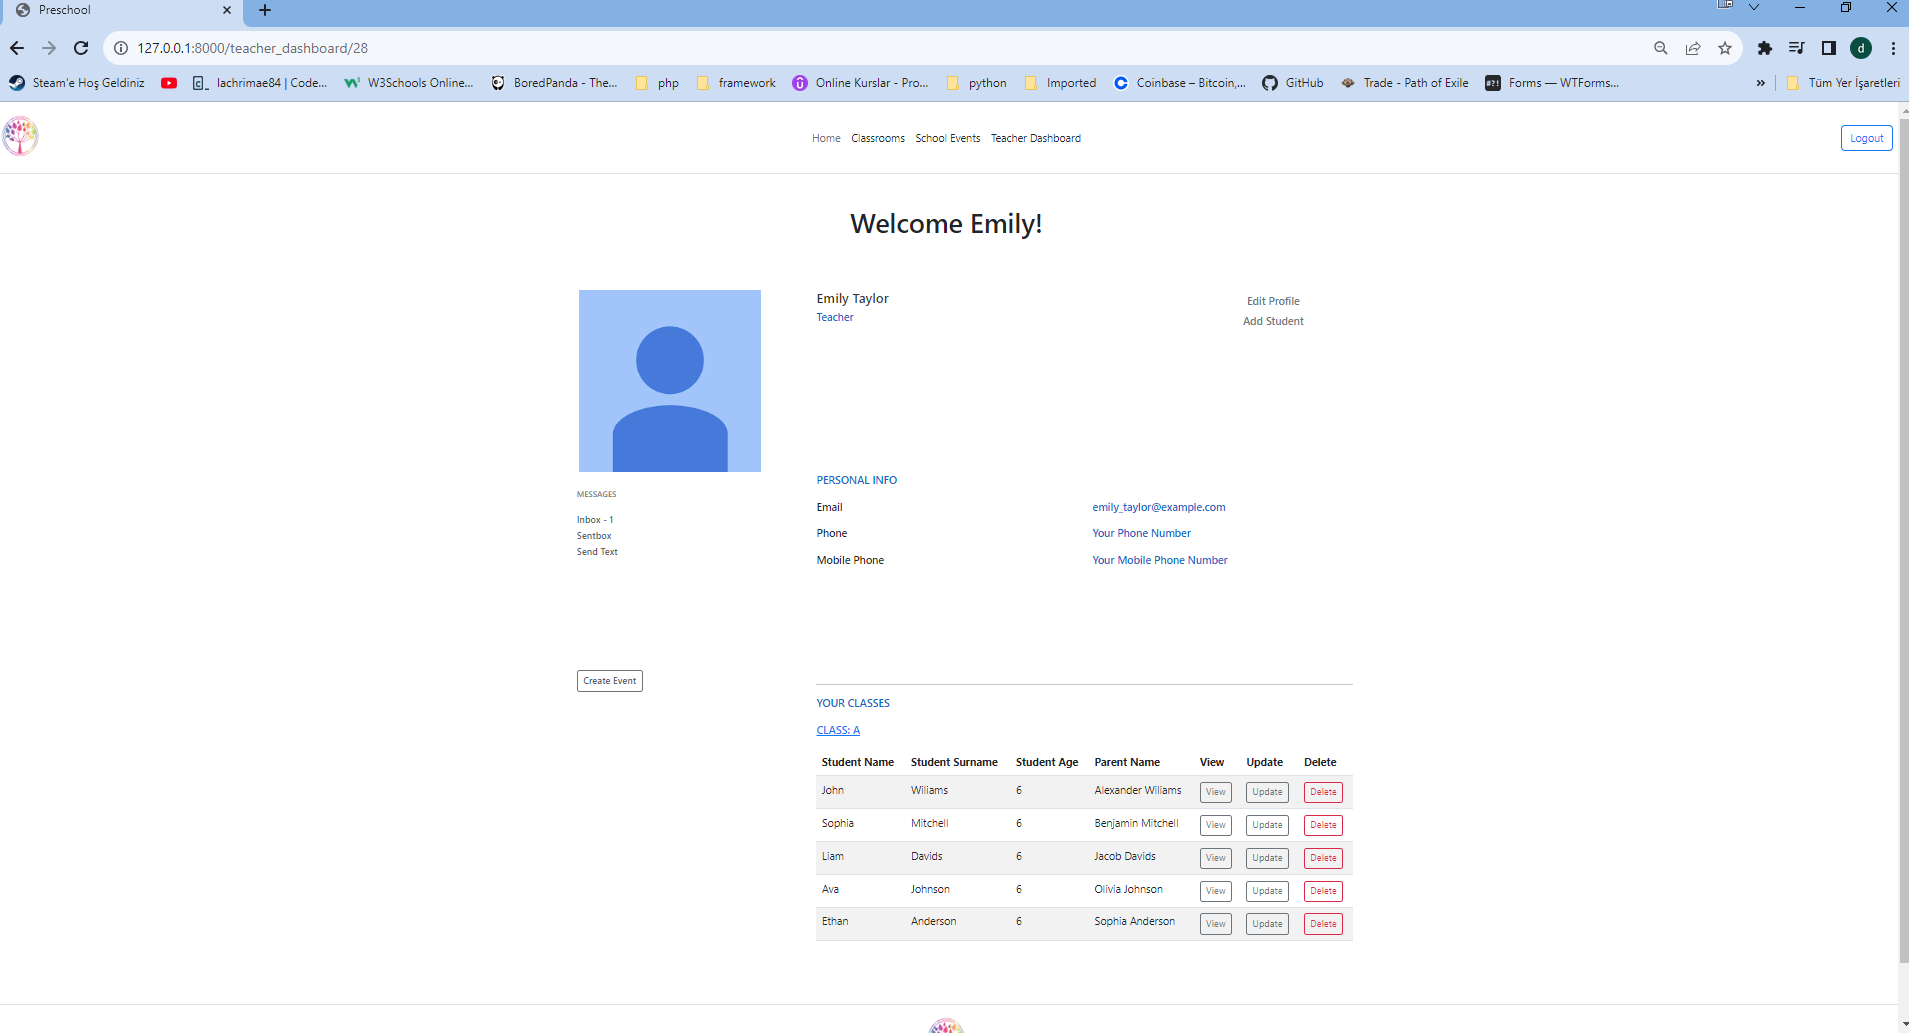 Preschool
127.0.0.1:8000/teacher_dashboard/28
d
Steam'e Hoş Geldiniz lachrimae84 | Code... W3Schools Online... BoredPanda - The... php framework Online Kurslar - Pro... python Imported Coinbase – Bitcoin,... GitHub Trade - Path of Exile #?! Forms — WTForms... » Tüm Yer İşaretleri
Home Classrooms School Events Teacher Dashboard Logout
Welcome Emily!
Emily Taylor
Teacher
Edit Profile
Add Student
PERSONAL INFO
Email emily_taylor@example.com
Phone Your Phone Number
Mobile Phone Your Mobile Phone Number
MESSAGES
Inbox - 1
Sentbox
Send Text
Create Event
YOUR CLASSES
CLASS: A
Student Name Student Surname Student Age Parent Name View Update Delete
John Wiliams 6 Alexander Wiliams View Update Delete
Sophia Mitchell 6 Benjamin Mitchell View Update Delete
Liam Davids 6 Jacob Davids View Update Delete
Ava Johnson 6 Olivia Johnson View Update Delete
Ethan Anderson 6 Sophia Anderson View Update Delete